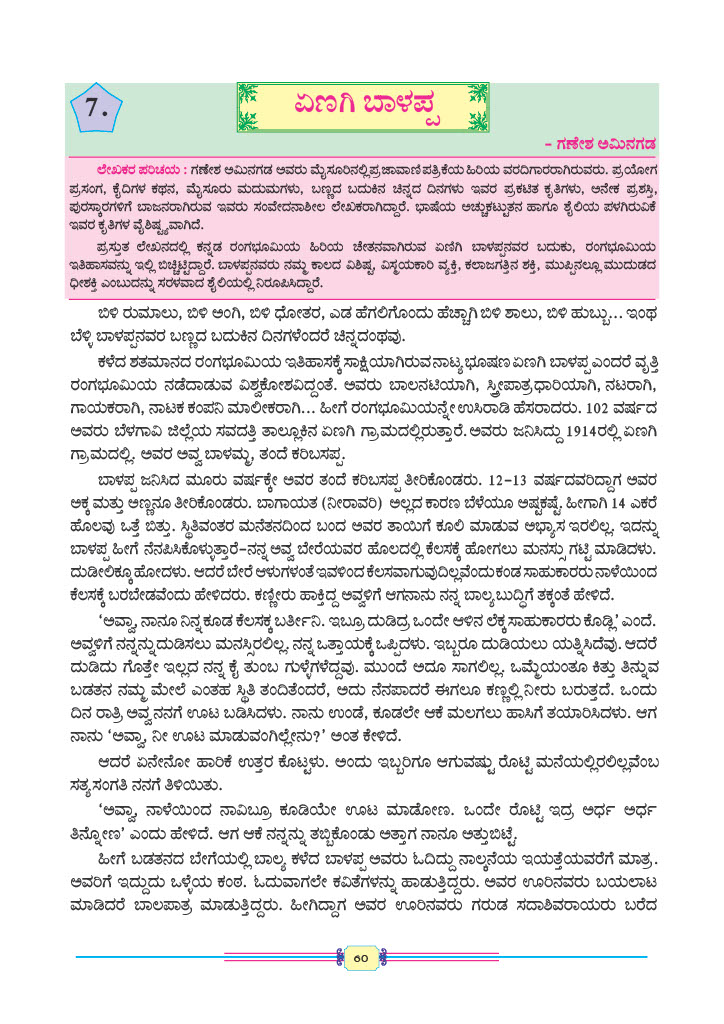 7.
ಏಣಗಿ ಬಾಳಪ್ಪ
– ಗಣೇಶ ಅಮಿನಗಡ
ಲೇಖಕರ ಪರಿಚಯ : ಗಣೇಶ ಅಮಿನಗಡ ಅವರು ಮೈಸೂರಿನಲ್ಲಿ ಪ್ರಜಾವಾಣಿ ಪತ್ರಿಕೆಯ ಹಿರಿಯ ವರದಿಗಾರರಾಗಿರುವರು. ಪ್ರಯೋಗ
ಪ್ರಸಂಗ, ಕೈದಿಗಳ ಕಥನ, ಮೈಸೂರು ಮದುಮಗಳು, ಬಣ್ಣದ ಬದುಕಿನ ಚಿನ್ನದ ದಿನಗಳು ಇವರ ಪ್ರಕಟಿತ ಕೃತಿಗಳು, ಅನೇಕ ಪ್ರಶಸ್ತಿ,
ಪುರಸ್ಕಾರಗಳಿಗೆ ಬಾಜನರಾಗಿರುವ ಇವರು ಸಂವೇದನಾಶೀಲ ಲೇಖಕರಾಗಿದ್ದಾರೆ. ಭಾಷೆಯ ಅಚ್ಚುಕಟ್ಟುತನ ಹಾಗೂ ಶೈಲಿಯ ಪಳಗಿರುವಿಕೆ
ಇವರ ಕೃತಿಗಳ ವೈಶಿಷ್ಟ್ಯವಾಗಿದೆ.
ಪ್ರಸ್ತುತ ಲೇಖನದಲ್ಲಿ ಕನ್ನಡ ರಂಗಭೂಮಿಯ ಹಿರಿಯ ಚೇತನವಾಗಿರುವ ಏಣಿಗಿ ಬಾಳಪ್ಪನವರ ಬದುಕು, ರಂಗಭೂಮಿಯ
ಇತಿಹಾಸವನ್ನು ಇಲ್ಲಿ ಬಿಚ್ಚಿಟ್ಟಿದ್ದಾರೆ. ಬಾಳಪ್ಪನವರು ನಮ್ಮ ಕಾಲದ ವಿಶಿಷ್ಟ, ವಿಸ್ಮಯಕಾರಿ ವ್ಯಕ್ತಿ, ಕಲಾಜಗತ್ತಿನ ಶಕ್ತಿ, ಮುಪ್ಪಿನಲ್ಲೂ ಮುದುಡದ
ಧೀಶಕ್ತಿ ಎಂಬುದನ್ನು ಸರಳವಾದ ಶೈಲಿಯಲ್ಲಿ ನಿರೂಪಿಸಿದ್ದಾರೆ.
ಬಿಳಿ ರುಮಾಲು, ಬಿಳಿ ಅಂಗಿ, ಬಿಳಿ ಧೋತರ, ಎಡ ಹೆಗಲಿಗೊಂದು ಹೆಚ್ಚಾಗಿ ಬಿಳಿ ಶಾಲು, ಬಿಳಿ ಹುಬ್ಬು... ಇಂಥ
ಬೆಳ್ಳಿ ಬಾಳಪ್ಪನವರ ಬಣ್ಣದ ಬದುಕಿನ ದಿನಗಳೆಂದರೆ ಚಿನ್ನದಂಥವು.
ಕಳೆದ ಶತಮಾನದ ರಂಗಭೂಮಿಯ ಇತಿಹಾಸಕ್ಕೆ ಸಾಕ್ಷಿಯಾಗಿರುವ ನಾಟ್ಯಭೂಷಣ ಏಣಗಿ ಬಾಳಪ್ಪ ಎಂದರೆ ವೃತ್ತಿ
ರಂಗಭೂಮಿಯ ನಡೆದಾಡುವ ವಿಶ್ವಕೋಶವಿದ್ದಂತೆ. ಅವರು ಬಾಲನಟಿಯಾಗಿ, ಸ್ತ್ರೀಪಾತ್ರಧಾರಿಯಾಗಿ, ನಟರಾಗಿ,
ಗಾಯಕರಾಗಿ, ನಾಟಕ ಕಂಪನಿ ಮಾಲೀಕರಾಗಿ... ಹೀಗೆ ರಂಗಭೂಮಿಯನ್ನೇ ಉಸಿರಾಡಿ ಹೆಸರಾದರು. 102 ವರ್ಷದ
ಅವರು ಬೆಳಗಾವಿ ಜಿಲ್ಲೆಯ ಸವದತ್ತಿ ತಾಲ್ಲೂಕಿನ ಏಣಗಿ ಗ್ರಾಮದಲ್ಲಿರುತ್ತಾರೆ. ಅವರು ಜನಿಸಿದ್ದು 1914ರಲ್ಲಿ ಏಣಗಿ
ಗ್ರಾಮದಲ್ಲಿ. ಅವರ ಅವ್ವ ಬಾಳಮ್ಮ, ತಂದೆ ಕರಿಬಸಪ್ಪ.
ಬಾಳಪ್ಪ ಜನಿಸಿದ ಮೂರು ವರ್ಷಕ್ಕೇ ಅವರ ತಂದೆ ಕರಿಬಸಪ್ಪ ತೀರಿಕೊಂಡರು. 12–13 ವರ್ಷದವರಿದ್ದಾಗ ಅವರ
ಅಕ್ಕ ಮತ್ತು ಅಣ್ಣನೂ ತೀರಿಕೊಂಡರು. ಬಾಗಾಯತ (ನೀರಾವರಿ) ಅಲ್ಲದ ಕಾರಣ ಬೆಳೆಯೂ ಅಷ್ಟಕಷ್ಟೆ. ಹೀಗಾಗಿ 14 ಎಕರೆ
ಹೊಲವು ಒತ್ತೆ ಬಿತ್ತು. ಸ್ಥಿತಿವಂತರ ಮನೆತನದಿಂದ ಬಂದ ಅವರ ತಾಯಿಗೆ ಕೂಲಿ ಮಾಡುವ ಅಭ್ಯಾಸ ಇರಲಿಲ್ಲ. ಇದನ್ನು
ಬಾಳಪ್ಪ ಹೀಗೆ ನೆನಪಿಸಿಕೊಳ್ಳುತ್ತಾರೆ–ನನ್ನ ಅವ್ವ ಬೇರೆಯವರ ಹೊಲದಲ್ಲಿ ಕೆಲಸಕ್ಕೆ ಹೋಗಲು ಮನಸ್ಸು ಗಟ್ಟಿ ಮಾಡಿದಳು.
ದುಡೀಲಿಕ್ಕೂ ಹೋದಳು. ಆದರೆ ಬೇರೆ ಆಳುಗಳಂತೆ ಇವಳಿಂದ ಕೆಲಸವಾಗುವುದಿಲ್ಲವೆಂದು ಕಂಡ ಸಾಹುಕಾರರು ನಾಳೆಯಿಂದ
ಕೆಲಸಕ್ಕೆ ಬರಬೇಡವೆಂದು ಹೇಳಿದರು. ಕಣ್ಣೀರು ಹಾಕ್ತಿದ್ದ ಅವ್ವಳಿಗೆ ಆಗ ನಾನು ನನ್ನ ಬಾಲ್ಯ ಬುದ್ಧಿಗೆ ತಕ್ಕಂತೆ ಹೇಳಿದೆ.
‘ಅವ್ವಾ, ನಾನೂ ನಿನ್ನ ಕೂಡ ಕೆಲಸಕ್ಕ ಬರ್ತೀನಿ. ಇಬ್ರೂ ದುಡಿದ್ರ ಒಂದೇ ಆಳಿನ ಲೆಕ್ಕ ಸಾಹುಕಾರರು ಕೊಡ್ಲಿ’ ಎಂದೆ.
ಅವ್ವಳಿಗೆ ನನ್ನನ್ನು ದುಡಿಸಲು ಮನಸ್ಸಿರಲಿಲ್ಲ. ನನ್ನ ಒತ್ತಾಯಕ್ಕೆ ಒಪ್ಪಿದಳು. ಇಬ್ಬರೂ ದುಡಿಯಲು ಯತ್ನಿಸಿದೆವು. ಆದರೆ
ದುಡಿದು ಗೊತ್ತೇ ಇಲ್ಲದ ನನ್ನ ಕೈ ತುಂಬ ಗುಳ್ಳೆಗಳೆದ್ದವು. ಮುಂದೆ ಅದೂ ಸಾಗಲಿಲ್ಲ. ಒಮ್ಮೆಯಂತೂ ಕಿತ್ತು ತಿನ್ನುವ
ಬಡತನ ನಮ್ಮ ಮೇಲೆ ಎಂತಹ ಸ್ಥಿತಿ ತಂದಿತೆಂದರೆ, ಅದು ನೆನಪಾದರೆ ಈಗಲೂ ಕಣ್ಣಲ್ಲಿ ನೀರು ಬರುತ್ತದೆ. ಒಂದು
ದಿನ ರಾತ್ರಿ ಅವ್ವ ನನಗೆ ಊಟ ಬಡಿಸಿದಳು. ನಾನು ಉಂಡೆ, ಕೂಡಲೇ ಆಕೆ ಮಲಗಲು ಹಾಸಿಗೆ ತಯಾರಿಸಿದಳು. ಆಗ
ನಾನು ‘ಅವ್ವಾ, ನೀ ಊಟ ಮಾಡುವಂಗಿಲ್ಲೇನು?’ ಅಂತ ಕೇಳಿದೆ.
ಆದರೆ ಏನೇನೋ ಹಾರಿಕೆ ಉತ್ತರ ಕೊಟ್ಟಳು. ಅಂದು ಇಬ್ಬರಿಗೂ ಆಗುವಷ್ಟು ರೊಟ್ಟಿ ಮನೆಯಲ್ಲಿರಲಿಲ್ಲವೆಂಬ
ಸತ್ಯ ಸಂಗತಿ ನನಗೆ ತಿಳಿಯಿತು.
‘ಅವ್ವಾ, ನಾಳೆಯಿಂದ ನಾವಿಬ್ರೂ ಕೂಡಿಯೇ ಊಟ ಮಾಡೋಣ. ಒಂದೇ ರೊಟ್ಟಿ ಇದ್ರ ಅರ್ಧ ಅರ್ಧ
ತಿನ್ನೋಣ’ ಎಂದು ಹೇಳಿದೆ. ಆಗ ಆಕೆ ನನ್ನನ್ನು ತಬ್ಬಿಕೊಂಡು ಅತ್ತಾಗ ನಾನೂ ಅತ್ತುಬಿಟ್ಟೆ.
ಹೀಗೆ ಬಡತನದ ಬೇಗೆಯಲ್ಲಿ ಬಾಲ್ಯ ಕಳೆದ ಬಾಳಪ್ಪ ಅವರು ಓದಿದ್ದು ನಾಲ್ಕನೆಯ ಇಯತ್ತೆಯವರೆಗೆ ಮಾತ್ರ.
ಅವರಿಗೆ ಇದ್ದುದು ಒಳ್ಳೆಯ ಕಂಠ. ಓದುವಾಗಲೇ ಕವಿತೆಗಳನ್ನು ಹಾಡುತ್ತಿದ್ದರು. ಅವರ ಊರಿನವರು ಬಯಲಾಟ
ಮಾಡಿದರೆ ಬಾಲಪಾತ್ರ ಮಾಡುತ್ತಿದ್ದರು. ಹೀಗಿದ್ದಾಗ ಅವರ ಊರಿನವರು ಗರುಡ ಸದಾಶಿವರಾಯರು ಬರೆದ
೬೦